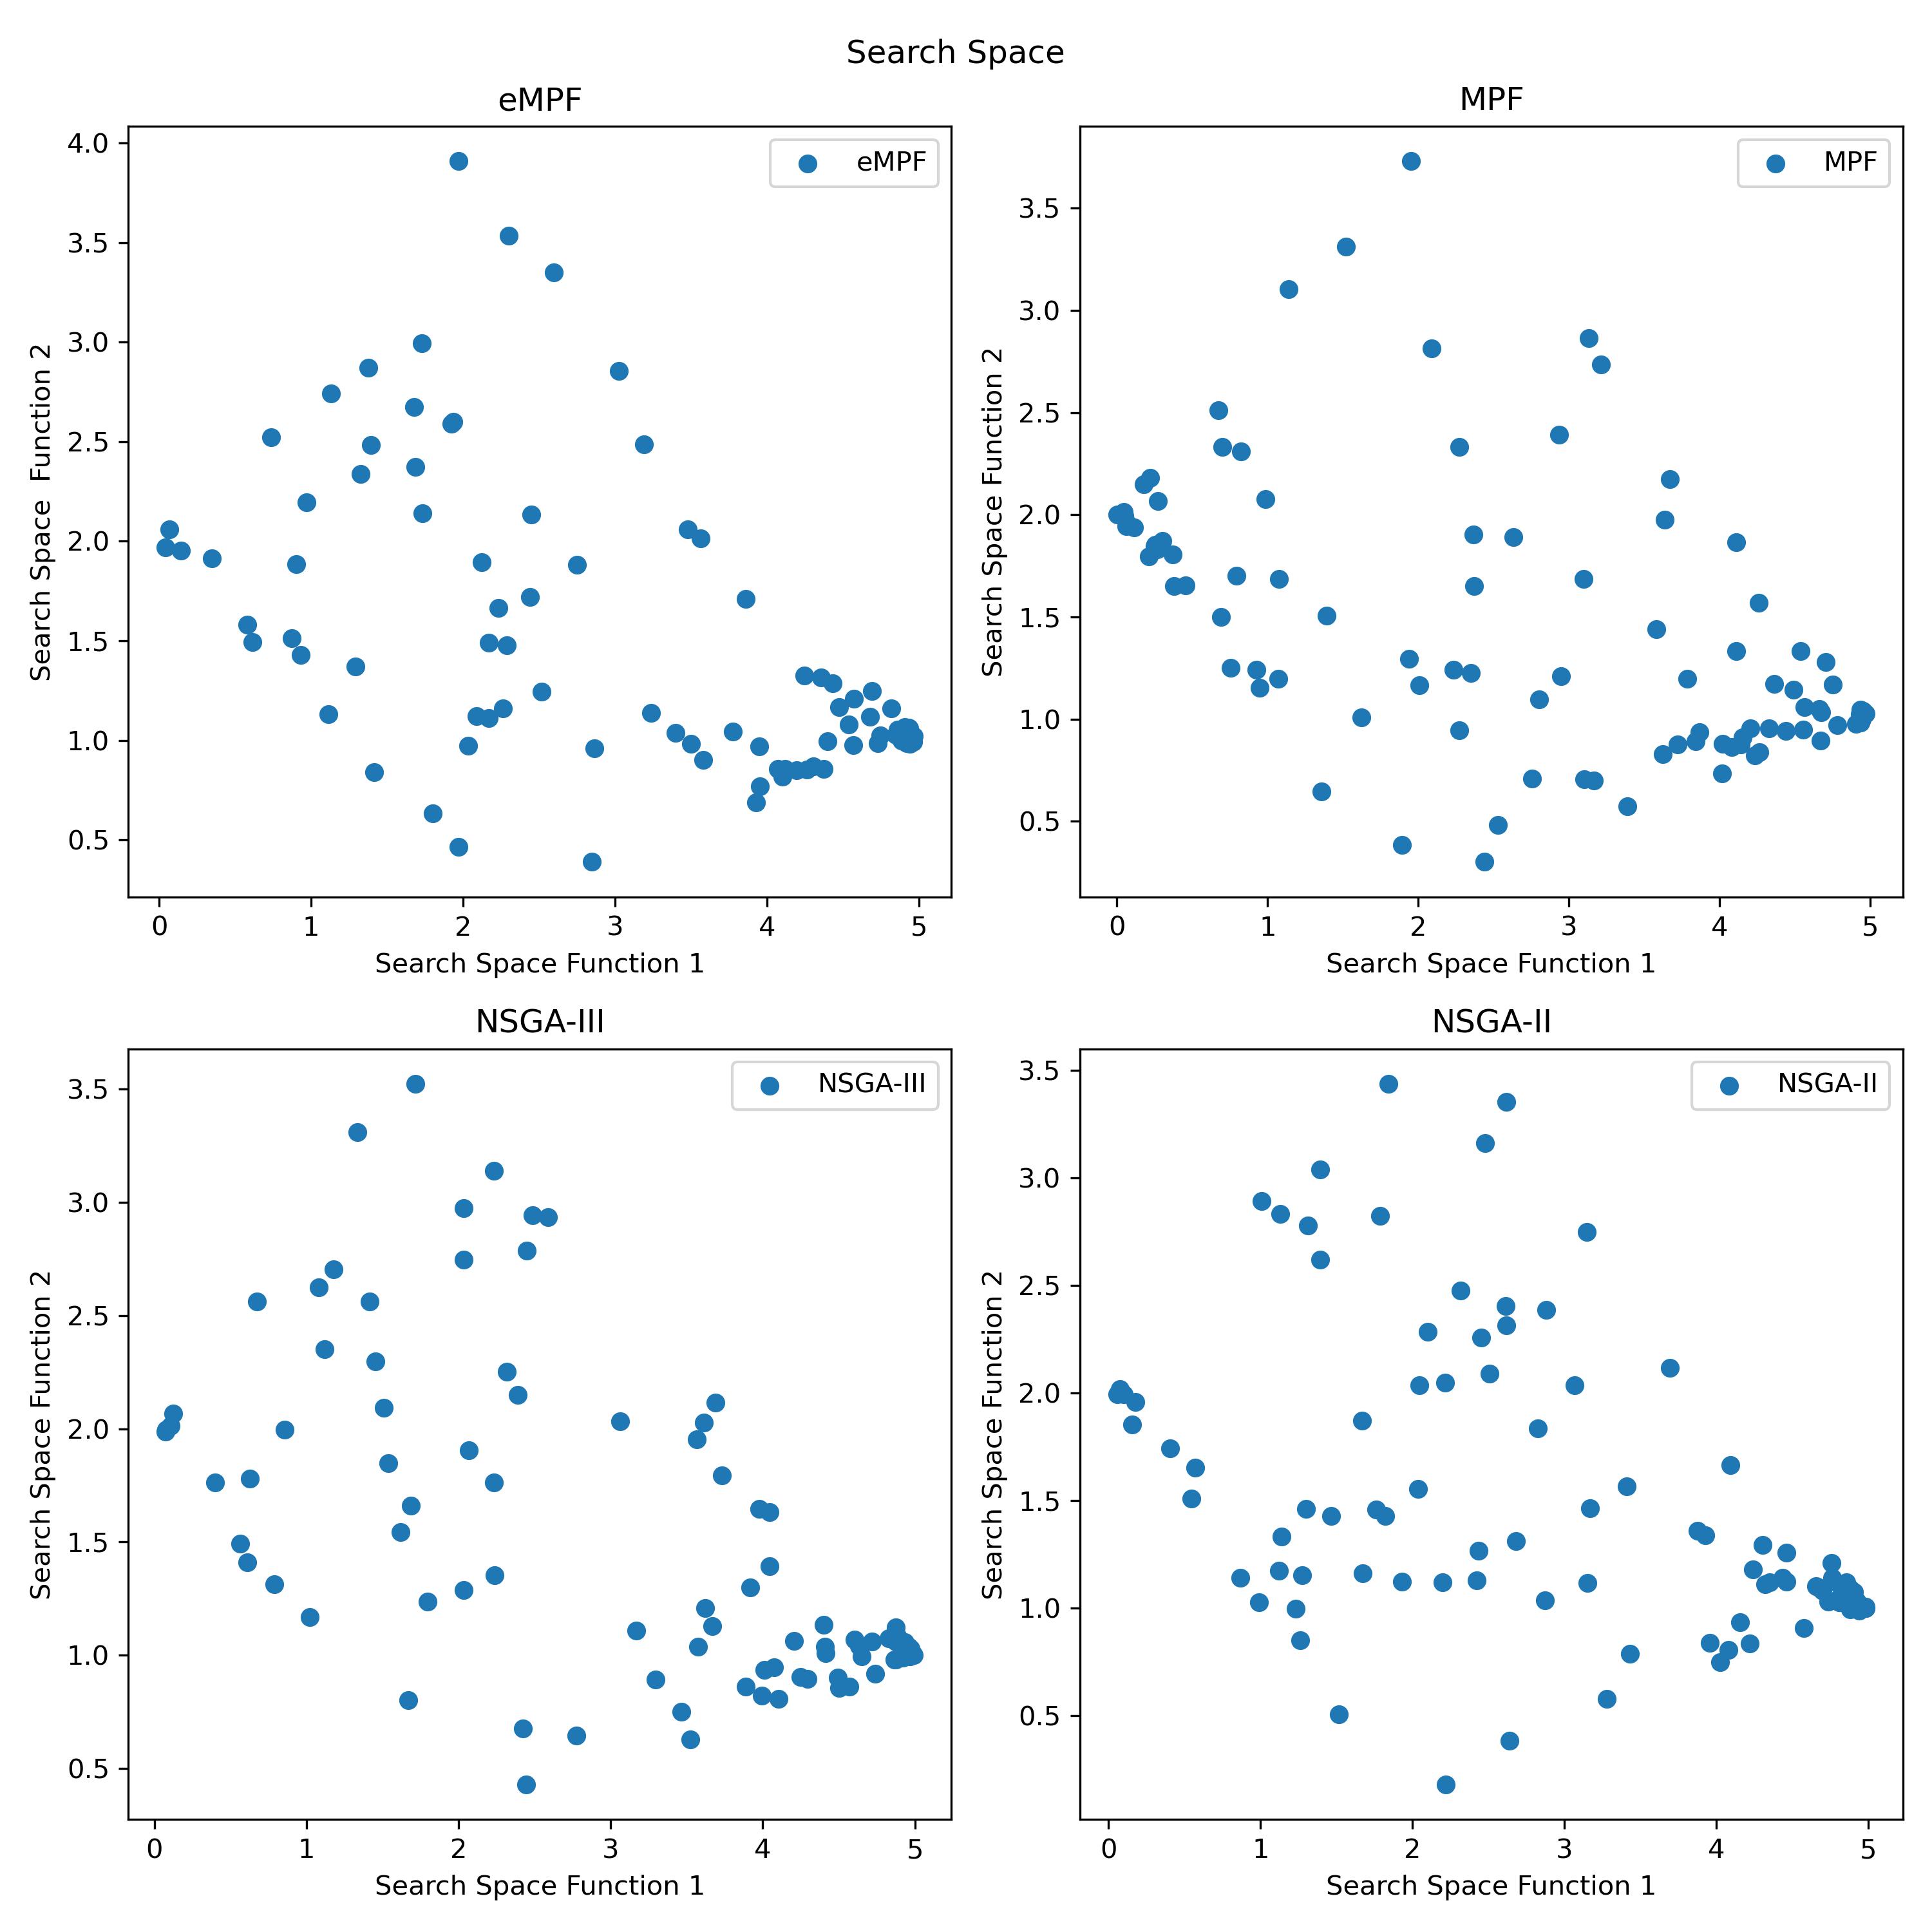 Search Space
eMPF
eMPF
4.0
3.5
3.0
2.5
2.0
1.5
1.0
0.5
Search Space  Function 2
0 1 2 3 4 5
Search Space Function 1
MPF
MPF
3.5
3.0
2.5
2.0
1.5
1.0
0.5
Search Space Function 2
0 1 2 3 4 5
Search Space Function 1
NSGA-III
NSGA-III
3.5
3.0
2.5
2.0
1.5
1.0
0.5
Search Space Function 2
0 1 2 3 4 5
Search Space Function 1
NSGA-II
NSGA-II
3.5
3.0
2.5
2.0
1.5
1.0
0.5
Search Space Function 2
0 1 2 3 4 5
Search Space Function 1